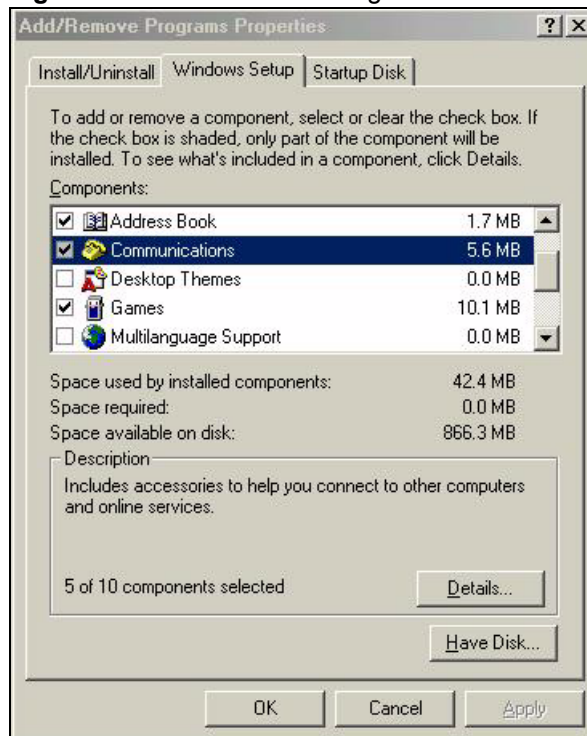 Add/Remove Programs Properties
Install/Uninstall Windows Setup Startup Disk
To add or remove a component, select or clear the check box. If
the check box is shaded, only part of the component will be
installed. To see what's included in a component, click Details.
Components:
Address Book 1.7 MB
Communications 5.6 MB
Desktop Themes 0.0 MB
Games 10.1 MB
Multilanguage Support 0.0 MB
Space used by installed components: 42.4 MB
Space required: 0.0 MB
Space available on disk: 866.3 MB
Description
Includes accessories to help you connect to other computers
and online services.
5 of 10 components selected
Details...
Have Disk...
OK Cancel Apply